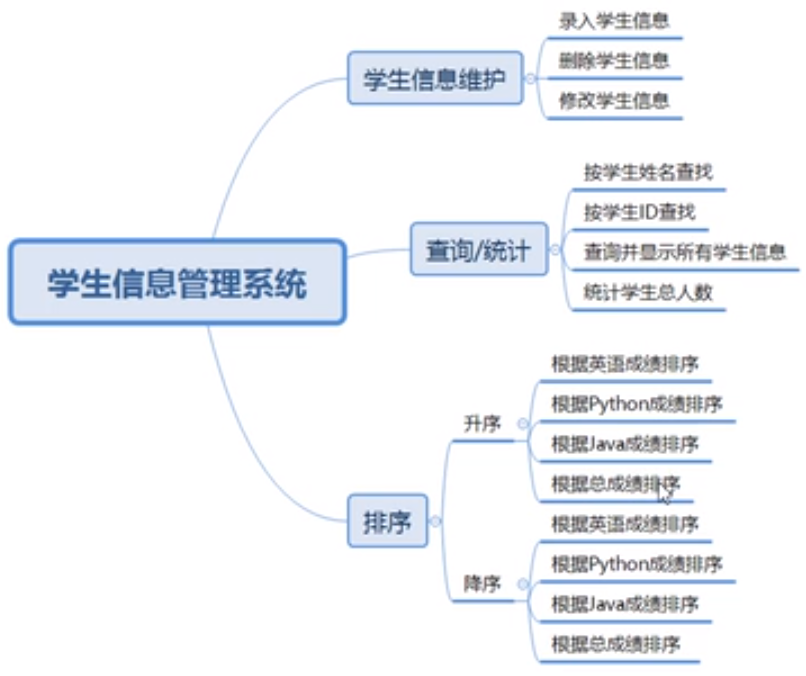 学生信息管理系统
学生信息维护
录入学生信息
删除学生信息
修改学生信息
查询/统计
按学生姓名查找
按学生ID查找
查询并显示所有学生信息
统计学生总人数
排序
升序
根据英语成绩排序
根据Python成绩排序
根据Java成绩排序
根据总成绩排序
降序
根据英语成绩排序
根据Python成绩排序
根据Java成绩排序
根据总成绩排序